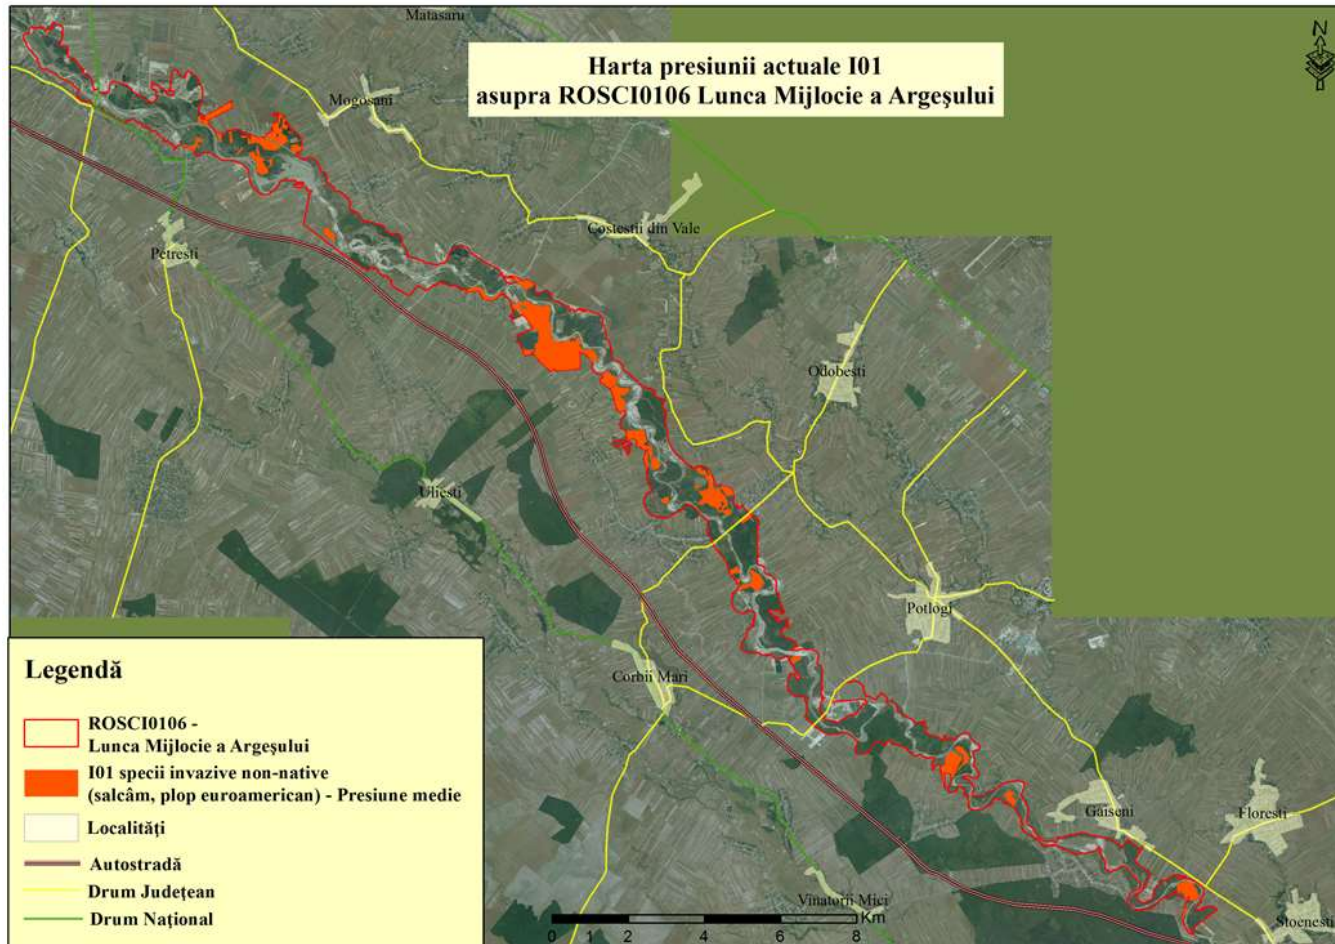 Matasaru
N
Harta presiunii actuale I01
asupra ROSCI0106 Lunca Mijlocie a Argeşului
Mogosani
Costestii din Vale
Petresti
Odobesti
Uliesti
Potlogi
Corbii Mari
Gaiseni
Floresti
Vinatorii Mici
Stoenesti
Legendă
ROSCI0106 -
Lunca Mijlocie a Argeşului
I01 specii invazive non-native
(salcâm, plop euroamerican) - Presiune medie
Localităţi
Autostradă
Drum Judeţean
Drum Naţional
Km
0 2 4 6 8